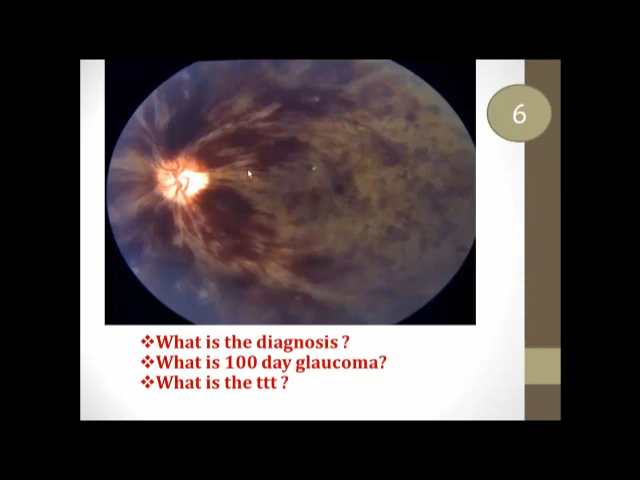 6
❖What is the diagnosis ?
❖What is 100 day glaucoma?
❖What is the ttt ?